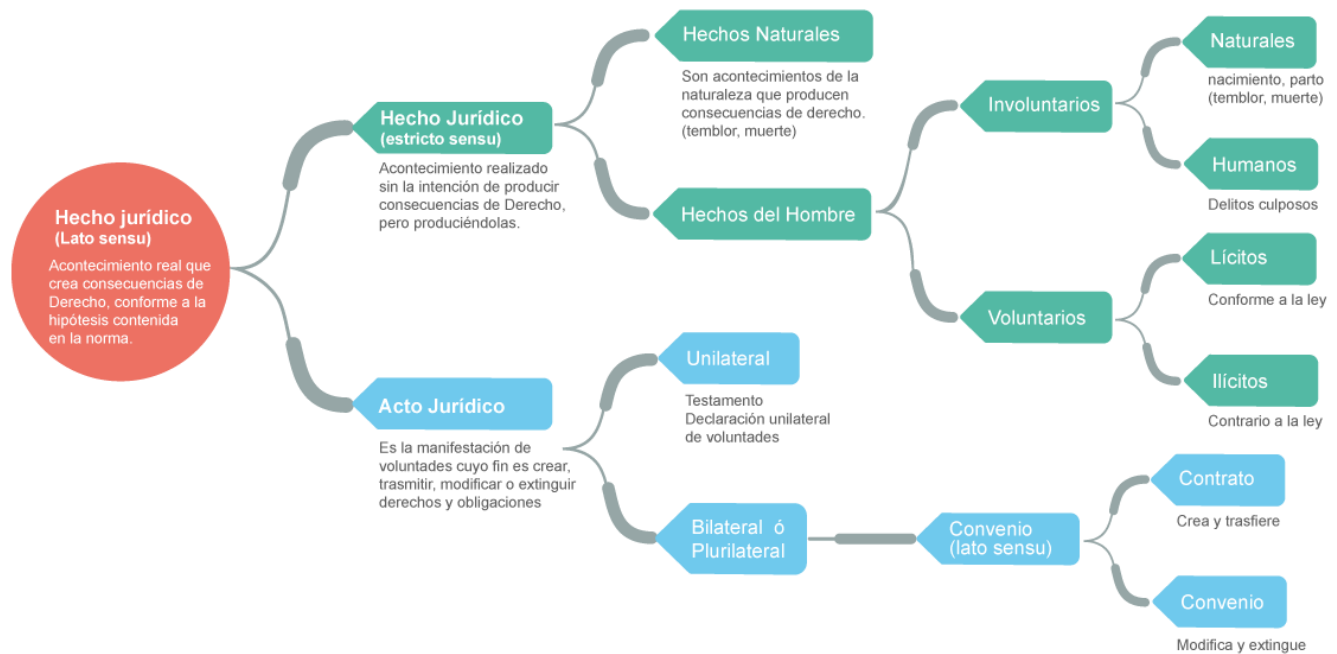 Hecho jurídico
(Lato sensu)
Acontecimiento real que
crea consecuencias de
Derecho, conforme a la
hipótesis contenida
en la norma.
Hecho Jurídico
(estricto sensu)
Acontecimiento realizado
sin la intención de producir
consecuencias de Derecho,
pero produciéndolas.
Hechos Naturales
Son acontecimientos de la
naturaleza que producen
consecuencias de derecho.
(temblor, muerte)
Hechos del Hombre
Involuntarios
Naturales
nacimiento, parto
(temblor, muerte)
Humanos
Delitos culposos
Voluntarios
Lícitos
Conforme a la ley
Ilícitos
Contrario a la ley
Acto Jurídico
Es la manifestación de
voluntades cuyo fin es crear,
trasmitir, modificar o extinguir
derechos y obligaciones
Unilateral
Testamento
Declaración unilateral
de voluntades
Bilateral ó
Plurilateral
Convenio
(lato sensu)
Contrato
Crea y trasfiere
Convenio
Modifica y extingue